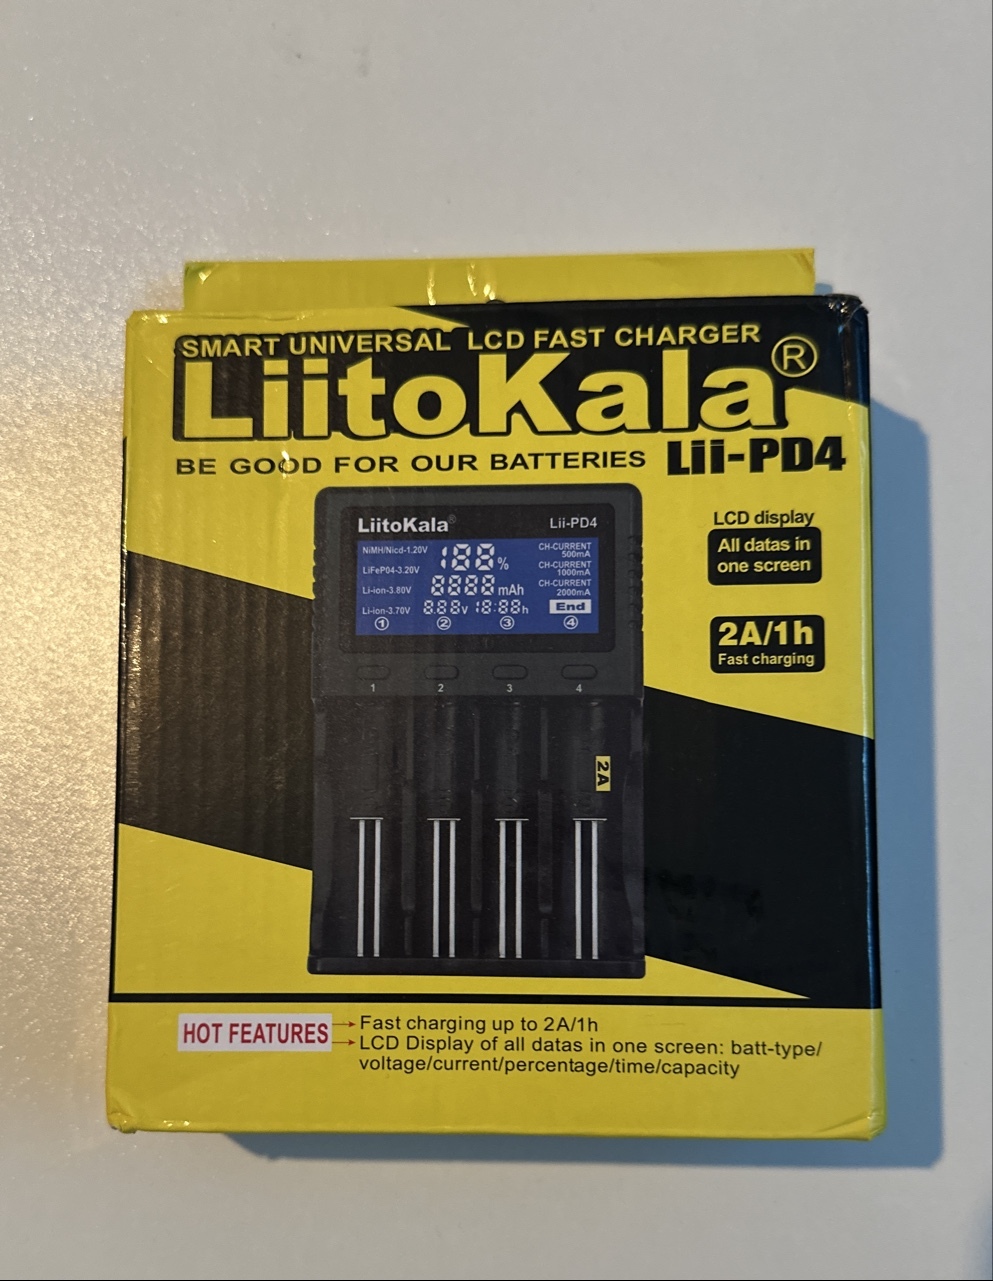 SMART UNIVERSAL LCD FAST CHARGER
LiitoKala®
BE GOOD FOR OUR BATTERIES Lii-PD4
LiitoKala® Lii-PD4
NiMH/Nicd-1.20V
LiFeP04-3.20V
Li-ion-3.80V
Li-ion-3.70V
188%
8888mAh
8.88V 18:88h
CH-CURRENT
500mA
CH-CURRENT
1000mA
CH-CURRENT
2000mA
End
① ② ③ ④
1 2 3 4
2A
LCD display
All datas in
one screen
2A/1h
Fast charging
HOT FEATURES
Fast charging up to 2A/1h
LCD Display of all datas in one screen: batt-type/
voltage/current/percentage/time/capacity